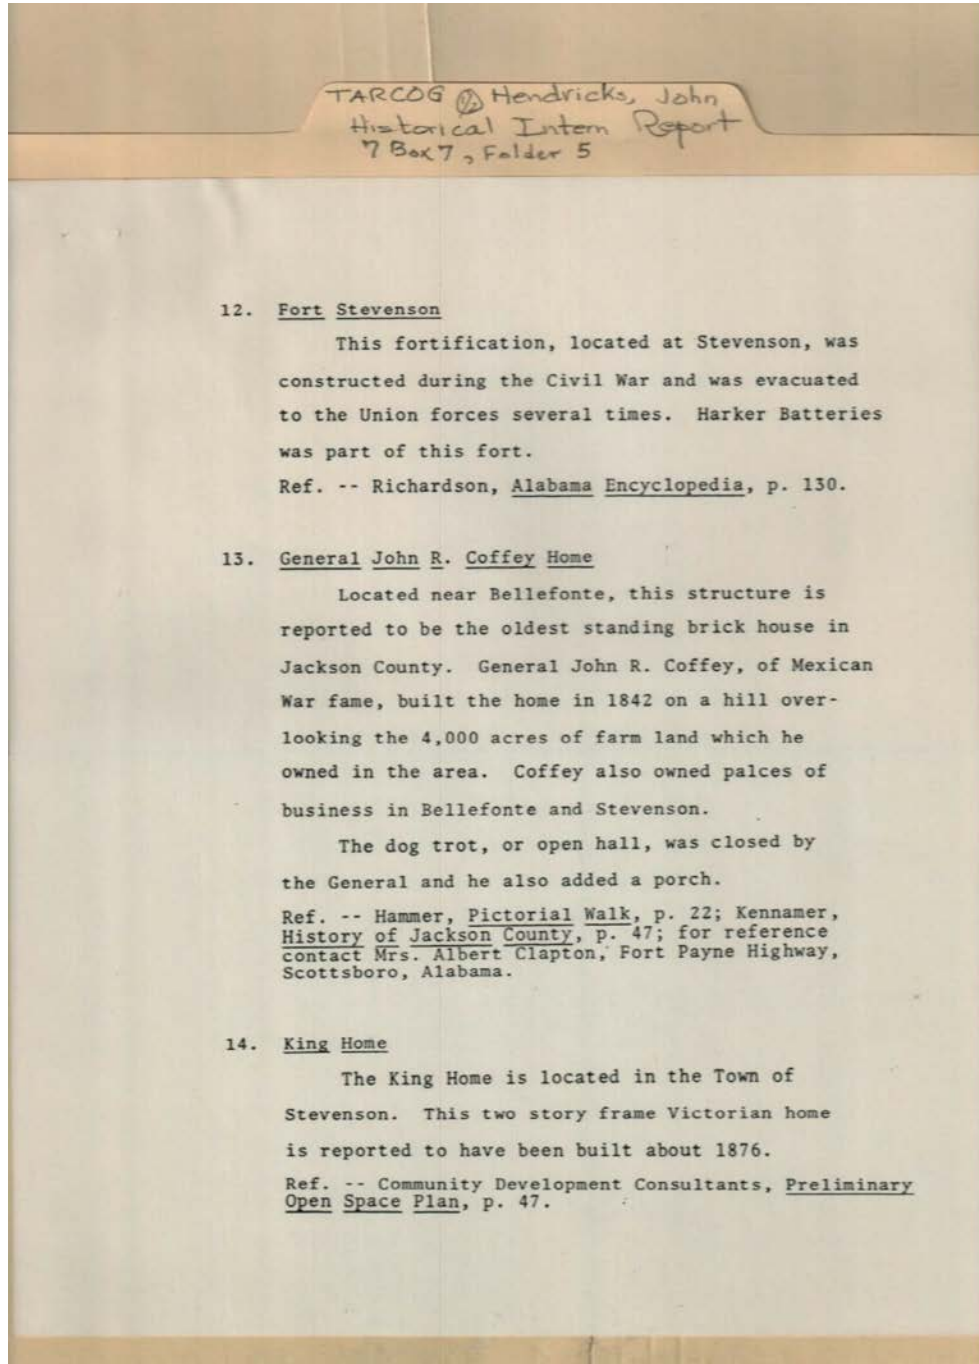 TARCOG Hendricks, John
Historical Intern Report
7 Box 7, Folder 5
12. Fort Stevenson
This fortification, located at Stevenson, was
constructed during the Civil War and was evacuated
to the Union forces several times. Harker Batteries
was part of this fort.
Ref. -- Richardson, Alabama Encyclopedia, p. 130.
13. General John R. Coffey Home
Located near Bellefonte, this structure is
reported to be the oldest standing brick house in
Jackson County. General John R. Coffey, of Mexican
War fame, built the home in 1842 on a hill over-
looking the 4,000 acres of farm land which he
owned in the area. Coffey also owned palces of
business in Bellefonte and Stevenson.
The dog trot, or open hall, was closed by
the General and he also added a porch.
Ref. -- Hammer, Pictorial Walk, p. 22; Kennamer,
History of Jackson County, p. 47; for reference
contact Mrs. Albert Clapton, Fort Payne Highway,
Scottsboro, Alabama.
14. King Home
The King Home is located in the Town of
Stevenson. This two story frame Victorian home
is reported to have been built about 1876.
Ref. -- Community Development Consultants, Preliminary
Open Space Plan, p. 47.